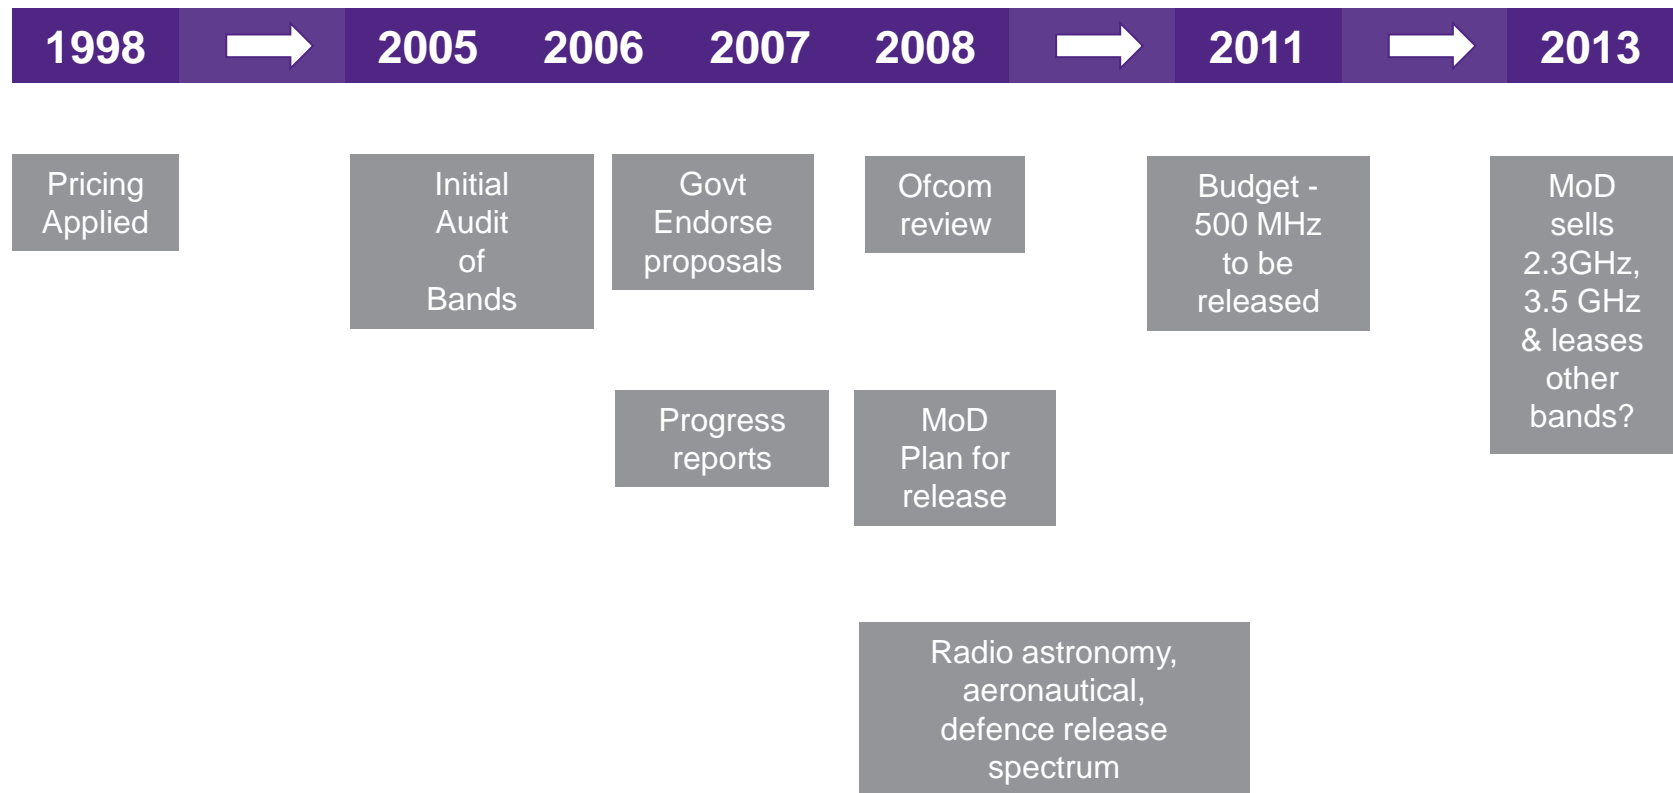 1998 2005 2006 2007 2008 2011 2013
Pricing
Applied
Initial
Audit
of
Bands
Govt
Endorse
proposals
Ofcom
review
Budget -
500 MHz
to be
released
MoD
sells
2.3GHz,
3.5 GHz
& leases
other
bands?
Progress
reports
MoD
Plan for
release
Radio astronomy,
aeronautical,
defence release
spectrum